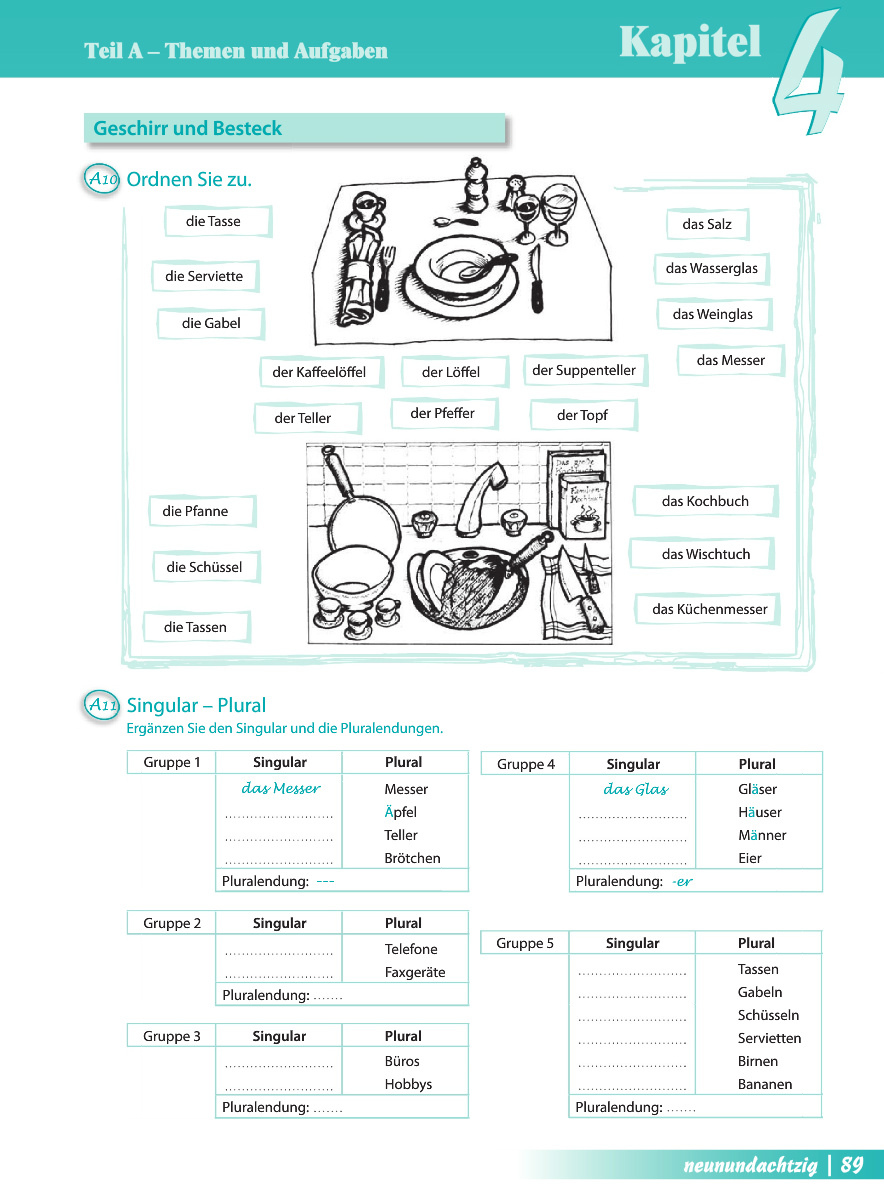 Teil A – Themen und Aufgaben
Kapitel 4
Geschirr und Besteck
A10 Ordnen Sie zu.
die Tasse
das Salz
die Serviette
das Wasserglas
die Gabel
das Weinglas
das Messer
der Kaffeelöffel
der Löffel
der Suppenteller
der Teller
der Pfeffer
der Topf
Das große
Kochbuch
Familien-
Kochbuch
die Pfanne
das Kochbuch
die Schüssel
das Wischtuch
die Tassen
das Küchenmesser
A11 Singular – Plural
Ergänzen Sie den Singular und die Pluralendungen.
Gruppe 1 Singular Plural
das Messer Messer
.......................... Äpfel
.......................... Teller
.......................... Brötchen
Pluralendung: ---
Gruppe 2 Singular Plural
.......................... Telefone
.......................... Faxgeräte
Pluralendung: .......
Gruppe 3 Singular Plural
.......................... Büros
.......................... Hobbys
Pluralendung: .......
Gruppe 4 Singular Plural
das Glas Gläser
.......................... Häuser
.......................... Männer
.......................... Eier
Pluralendung: -er
Gruppe 5 Singular Plural
.......................... Tassen
.......................... Gabeln
.......................... Schüsseln
.......................... Servietten
.......................... Birnen
.......................... Bananen
Pluralendung: .......
neunundachtzig | 89